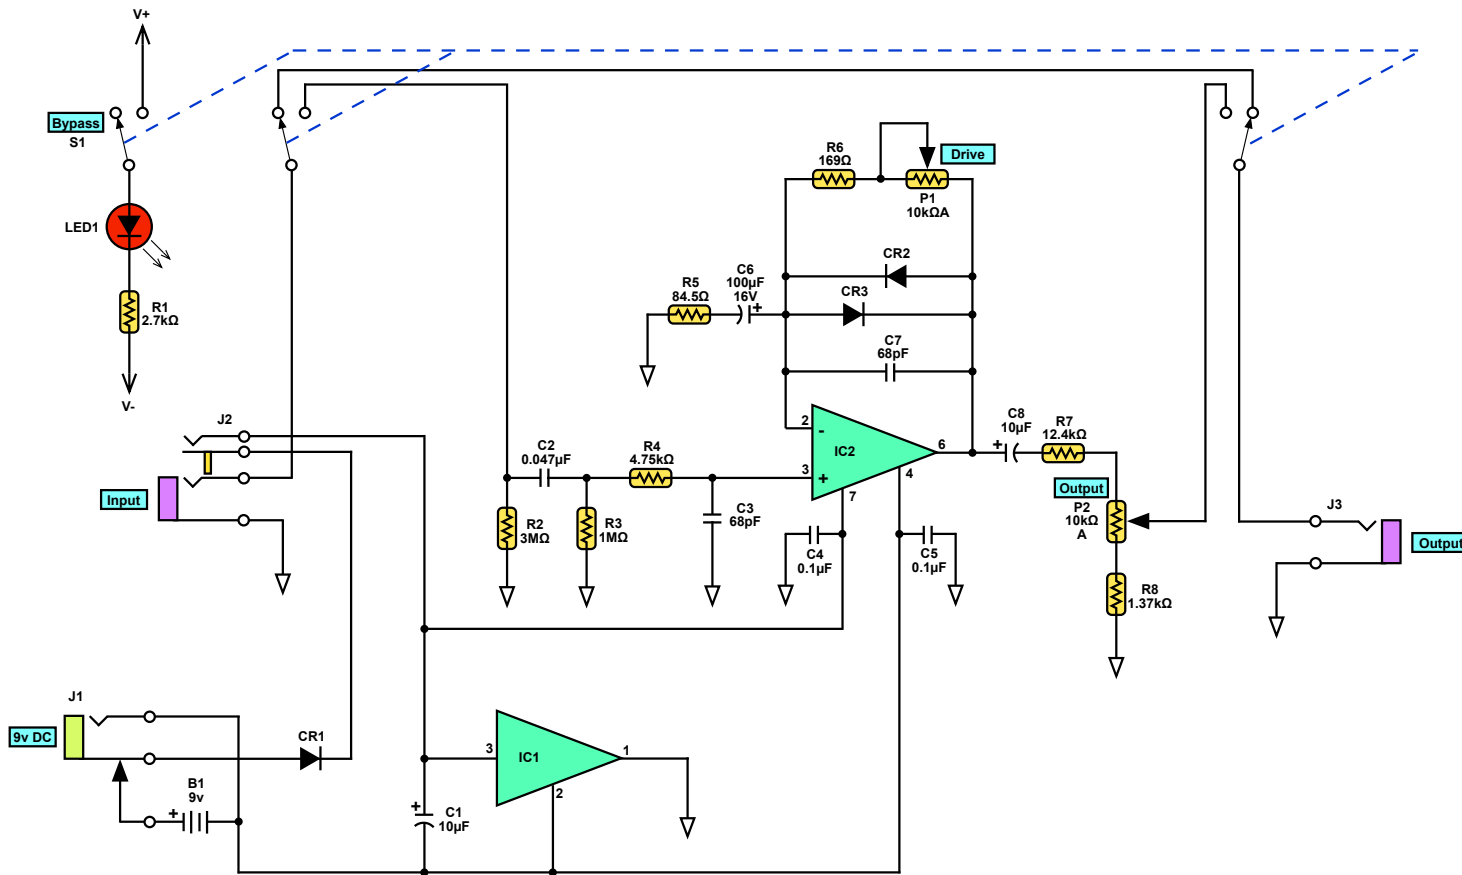 V+
Bypass
S1
LED1
R1
2.7kΩ
V-
J2
Input
J1
9v DC
CR1
B1
9v
+
R6
169Ω
Drive
P1
10kΩA
CR2
C6
100µF
16V
+
R5
84.5Ω
CR3
C7
68pF
2
-
IC2
3
+
6
4
7
C2
0.047µF
R4
4.75kΩ
R2
3MΩ
R3
1MΩ
C3
68pF
C4
0.1µF
C5
0.1µF
C8
10µF
+
R7
12.4kΩ
Output
P2
10kΩ
A
R8
1.37kΩ
J3
Output
3
IC1
1
2
+
C1
10µF